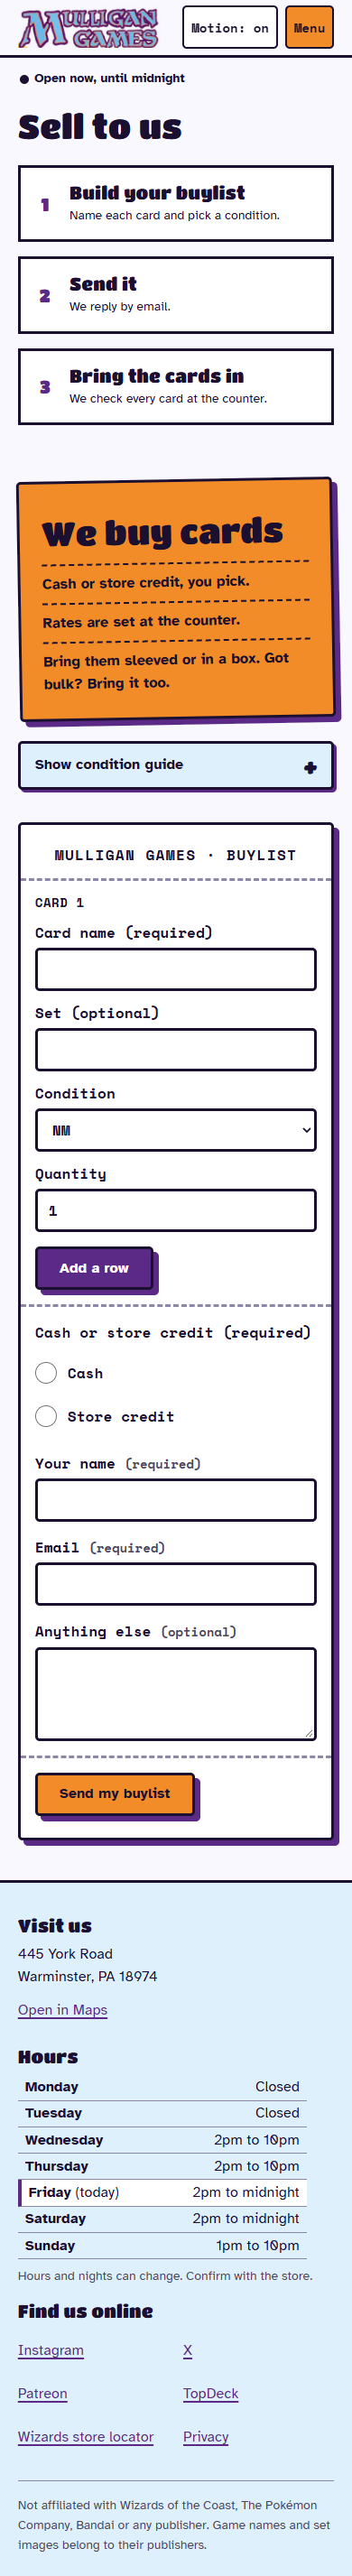 MULLIGAN GAMES
Motion: on
Menu
Open now, until midnight
Sell to us
1
Build your buylist
Name each card and pick a condition.
2
Send it
We reply by email.
3
Bring the cards in
We check every card at the counter.
We buy cards
Cash or store credit, you pick.
Rates are set at the counter.
Bring them sleeved or in a box. Got
bulk? Bring it too.
Show condition guide
MULLIGAN GAMES · BUYLIST
CARD 1
Card name (required)
Set (optional)
Condition
NM
Quantity
1
Add a row
Cash or store credit (required)
Cash
Store credit
Your name (required)
Email (required)
Anything else (optional)
Send my buylist
Visit us
445 York Road
Warminster, PA 18974
Open in Maps
Hours
Monday Closed
Tuesday Closed
Wednesday 2pm to 10pm
Thursday 2pm to 10pm
Friday (today) 2pm to midnight
Saturday 2pm to midnight
Sunday 1pm to 10pm
Hours and nights can change. Confirm with the store.
Find us online
Instagram X
Patreon TopDeck
Wizards store locator Privacy
Not affiliated with Wizards of the Coast, The Pokémon
Company, Bandai or any publisher. Game names and set
images belong to their publishers.